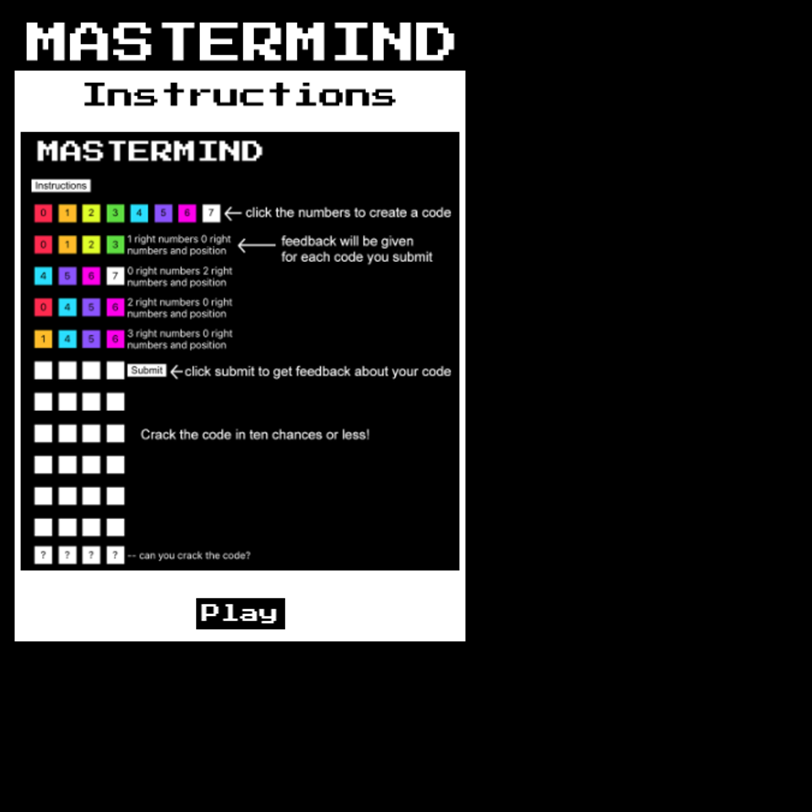 MASTERMIND
Instructions
MASTERMIND
Instructions
0 1 2 3 4 5 6 7 click the numbers to create a code
0 1 2 3 1 right numbers 0 right
numbers and position
feedback will be given
for each code you submit
4 5 6 7 0 right numbers 2 right
numbers and position
0 4 5 6 2 right numbers 0 right
numbers and position
1 4 5 6 3 right numbers 0 right
numbers and position
Submit click submit to get feedback about your code
Crack the code in ten chances or less!
? ? ? ? -- can you crack the code?
Play